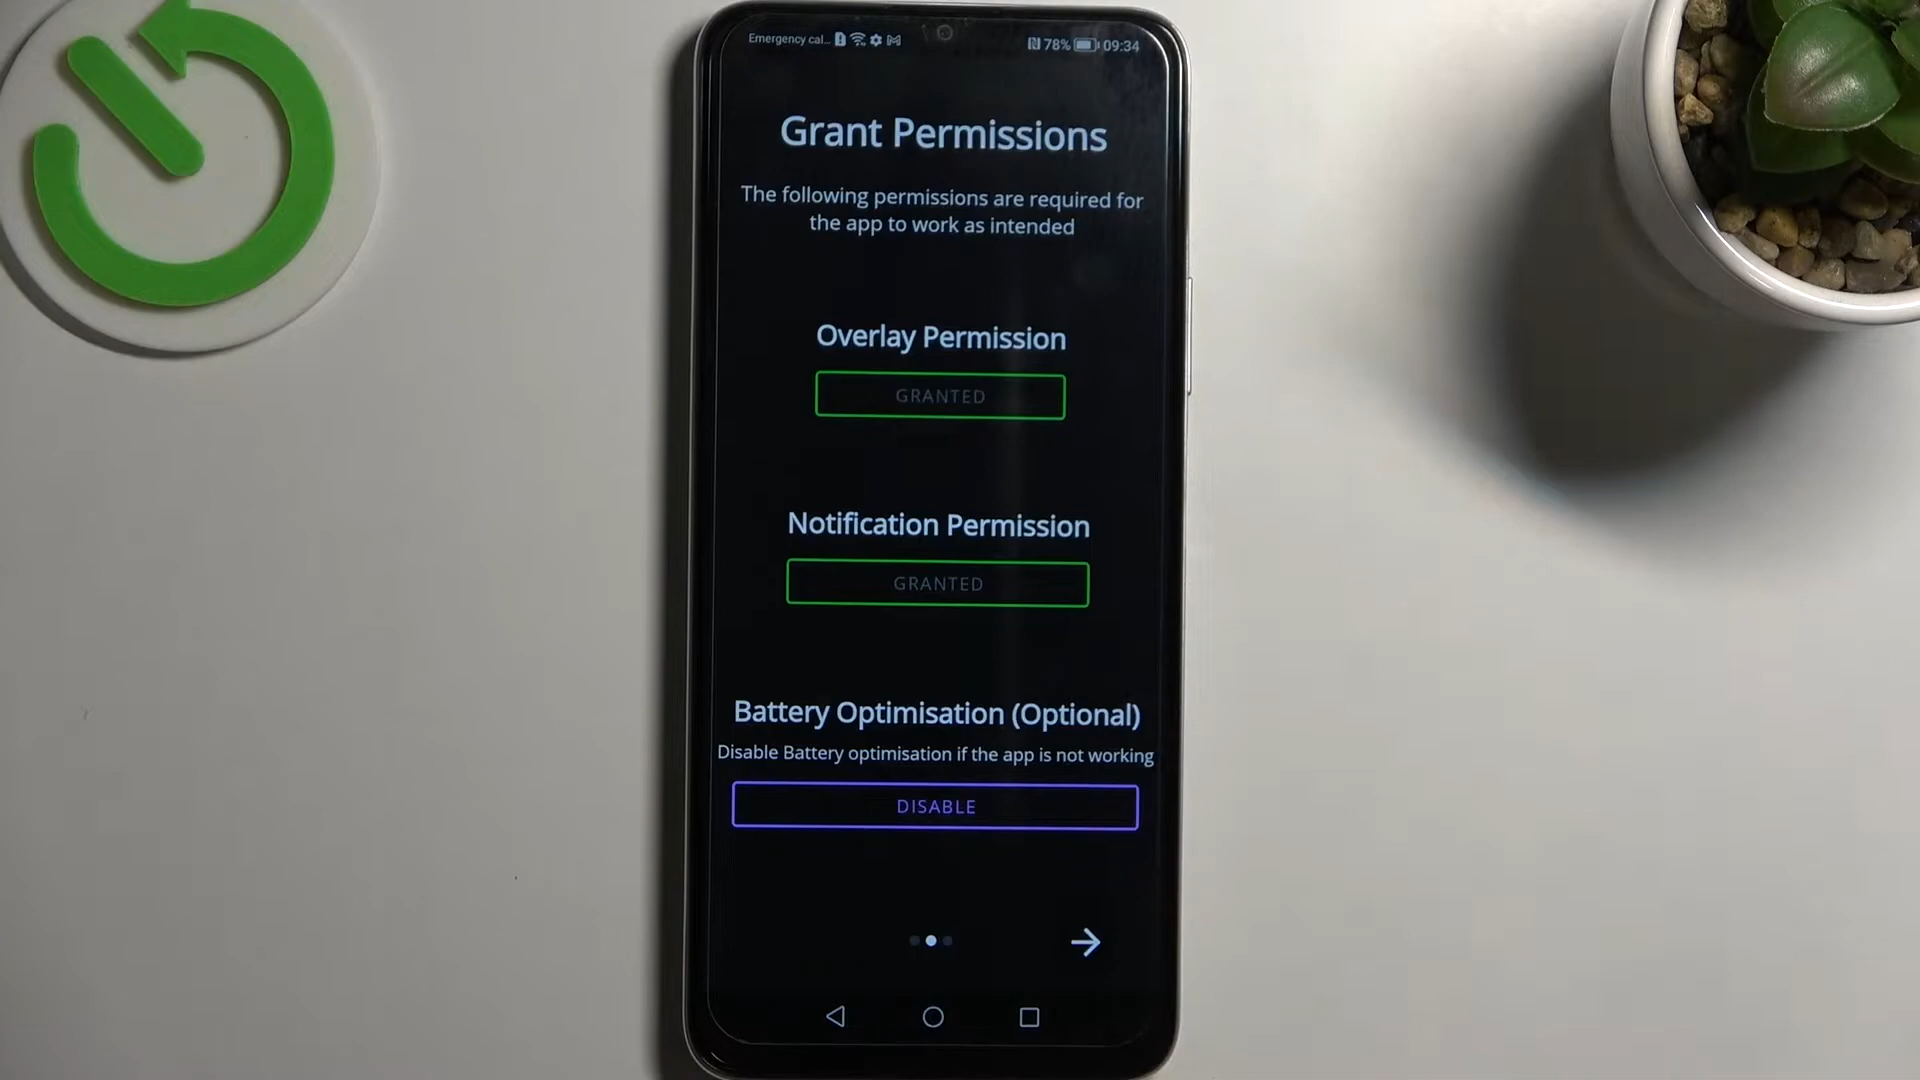 Emergency cal... 78% 09:34
Grant Permissions
The following permissions are required for
the app to work as intended
Overlay Permission
GRANTED
Notification Permission
GRANTED
Battery Optimisation (Optional)
Disable Battery optimisation if the app is not working
DISABLE